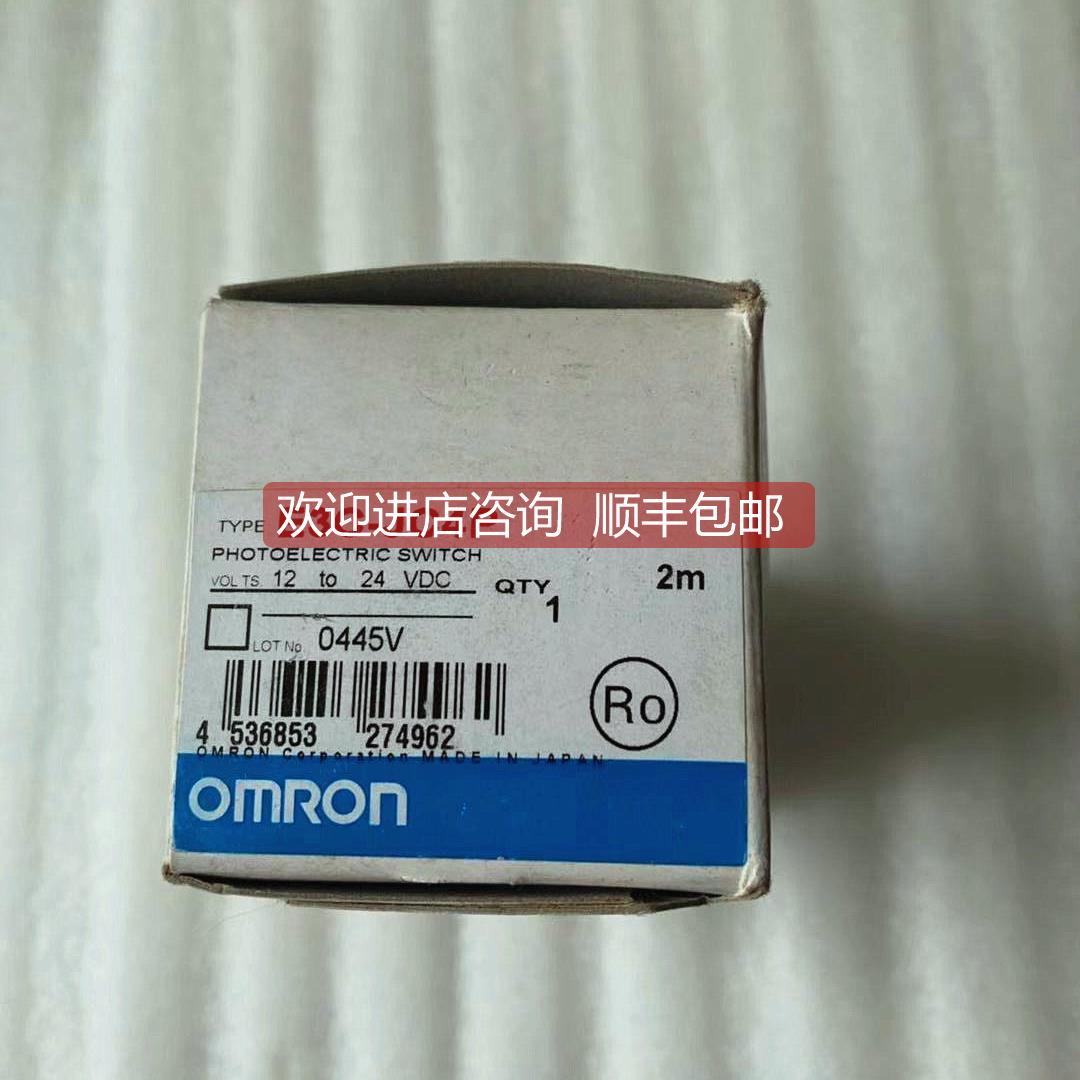 欢迎进店咨询 顺丰包邮
TYPE
PHOTOELECTRIC SWITCH
VOLTS. 12 to 24 VDC
QTY 1
2m
LOT No. 0445V
Ro
4 536853 274962
OMRON Corporation MADE IN JAPAN
OMRON